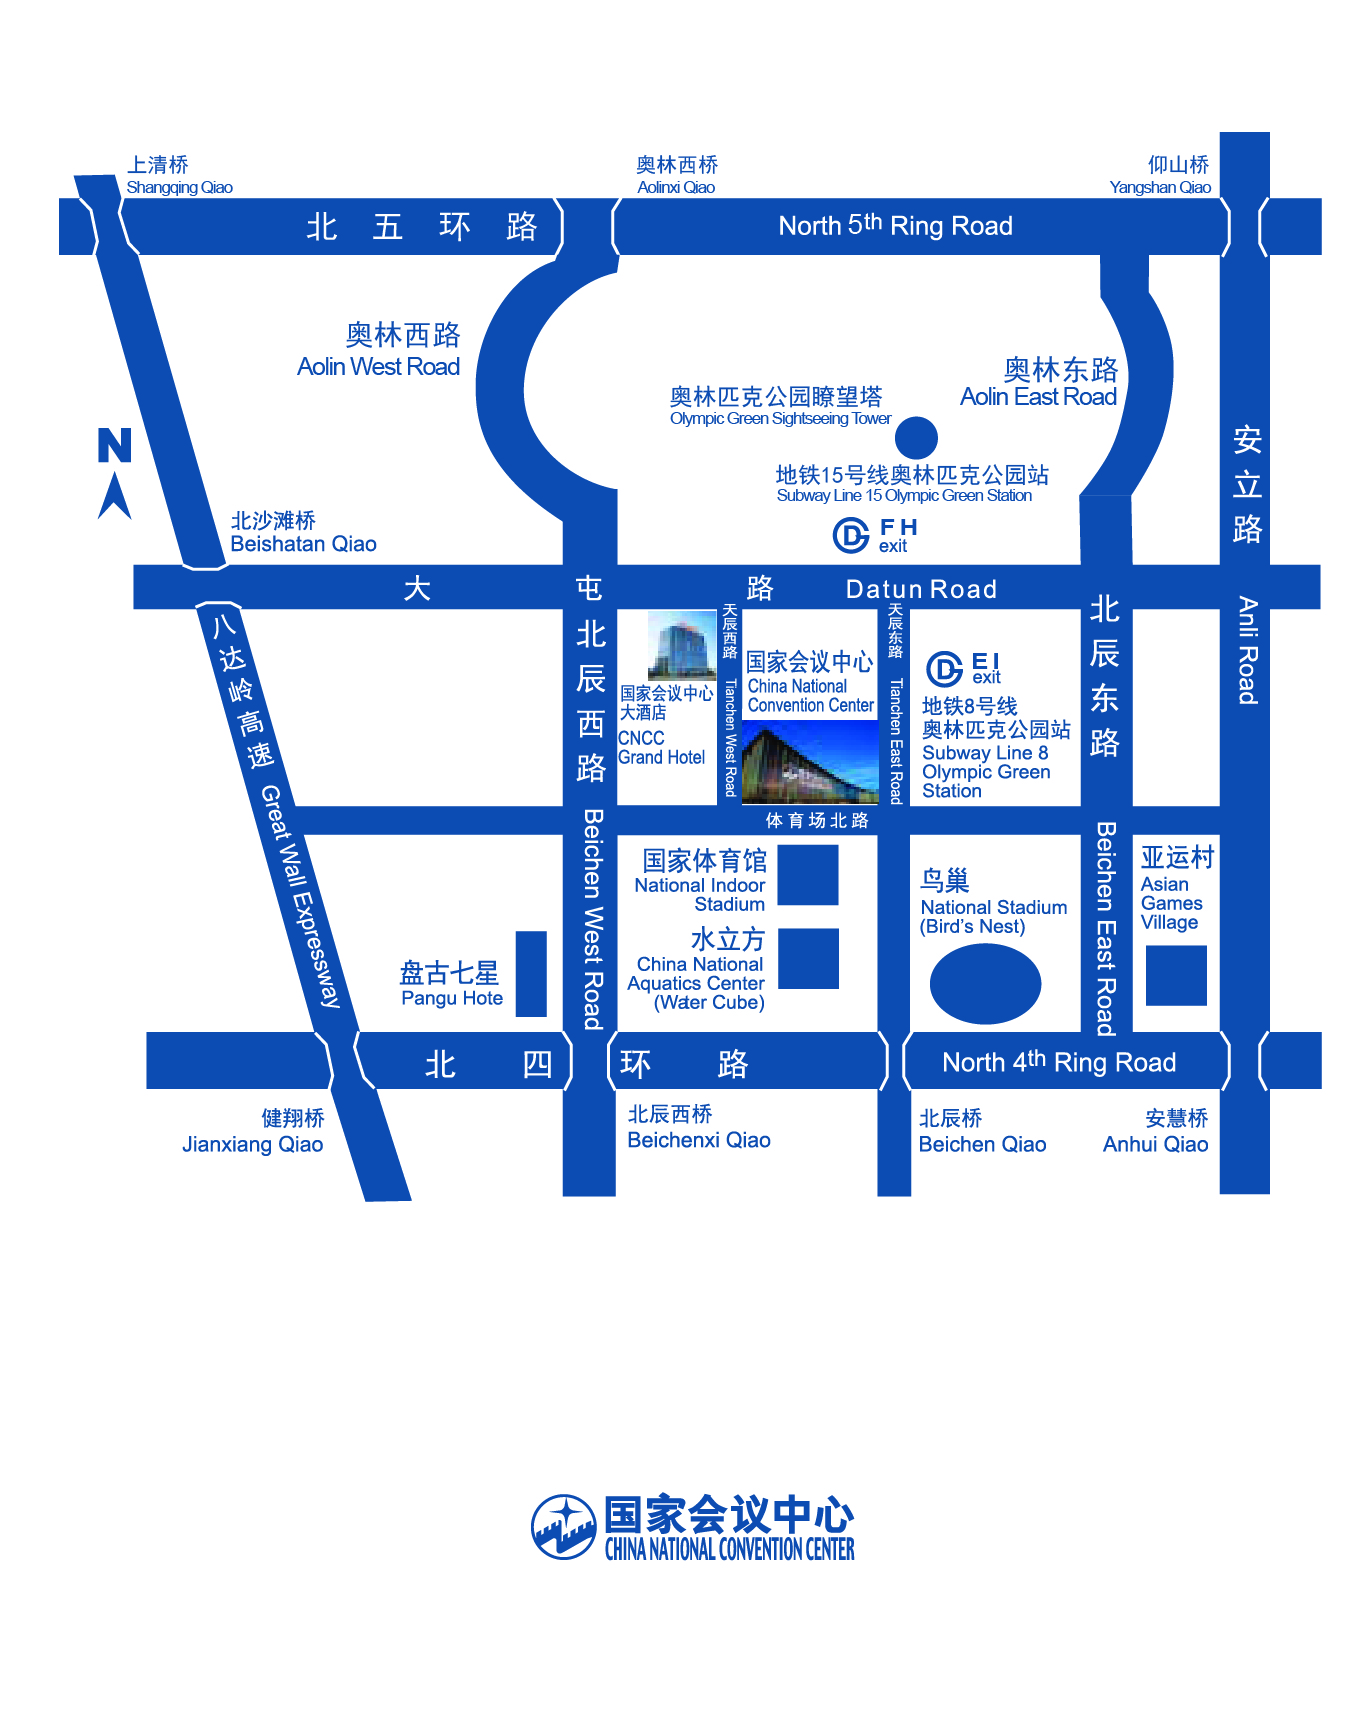 上清桥
Shangqing Qiao
奥林西桥
Aolinxi Qiao
仰山桥
Yangshan Qiao
北五环路
North 5th Ring Road
奥林西路
Aolin West Road
奥林东路
Aolin East Road
奥林匹克公园瞭望塔
Olympic Green Sightseeing Tower
地铁15号线奥林匹克公园站
Subway Line 15 Olympic Green Station
F H
exit
N
安立路
Anli Road
北沙滩桥
Beishatan Qiao
大屯路
Datun Road
八达岭高速
Great Wall Expressway
北辰西路
Beichen West Road
国家会议中心
大酒店
CNCC
Grand Hotel
天辰西路
Tianchen West Road
国家会议中心
China National
Convention Center
天辰东路
Tianchen East Road
E I
exit
地铁8号线
奥林匹克公园站
Subway Line 8
Olympic Green
Station
北辰东路
Beichen East Road
体育场北路
国家体育馆
National Indoor
Stadium
水立方
China National
Aquatics Center
(Water Cube)
鸟巢
National Stadium
(Bird's Nest)
亚运村
Asian
Games
Village
盘古七星
Pangu Hote
北四环路
North 4th Ring Road
健翔桥
Jianxiang Qiao
北辰西桥
Beichenxi Qiao
北辰桥
Beichen Qiao
安慧桥
Anhui Qiao
国家会议中心
CHINA NATIONAL CONVENTION CENTER